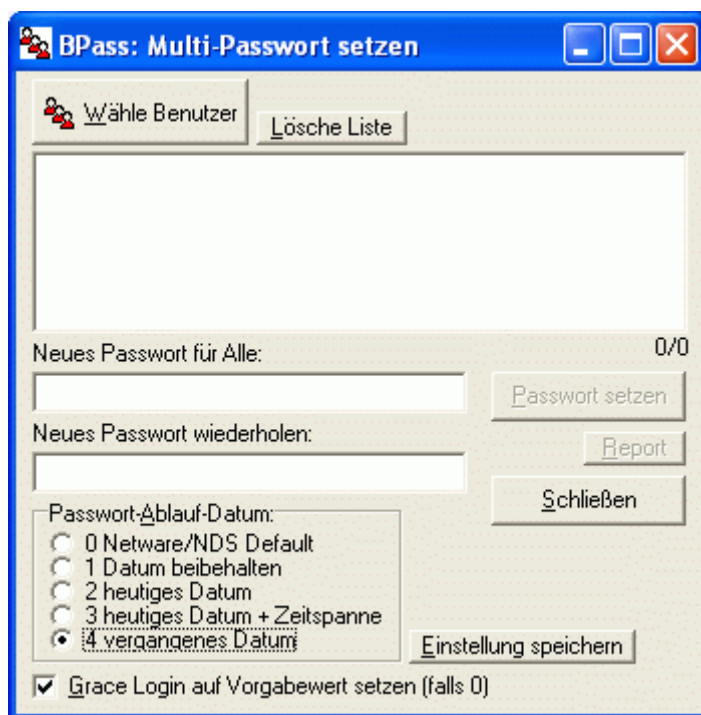 BPass: Multi-Passwort setzen
Wähle Benutzer
Lösche Liste
0/0
Neues Passwort für Alle:
Passwort setzen
Neues Passwort wiederholen:
Report
Schließen
Passwort-Ablauf-Datum:
0 Netware/NDS Default
1 Datum beibehalten
2 heutiges Datum
3 heutiges Datum + Zeitspanne
4 vergangenes Datum
Einstellung speichern
Grace Login auf Vorgabewert setzen (falls 0)